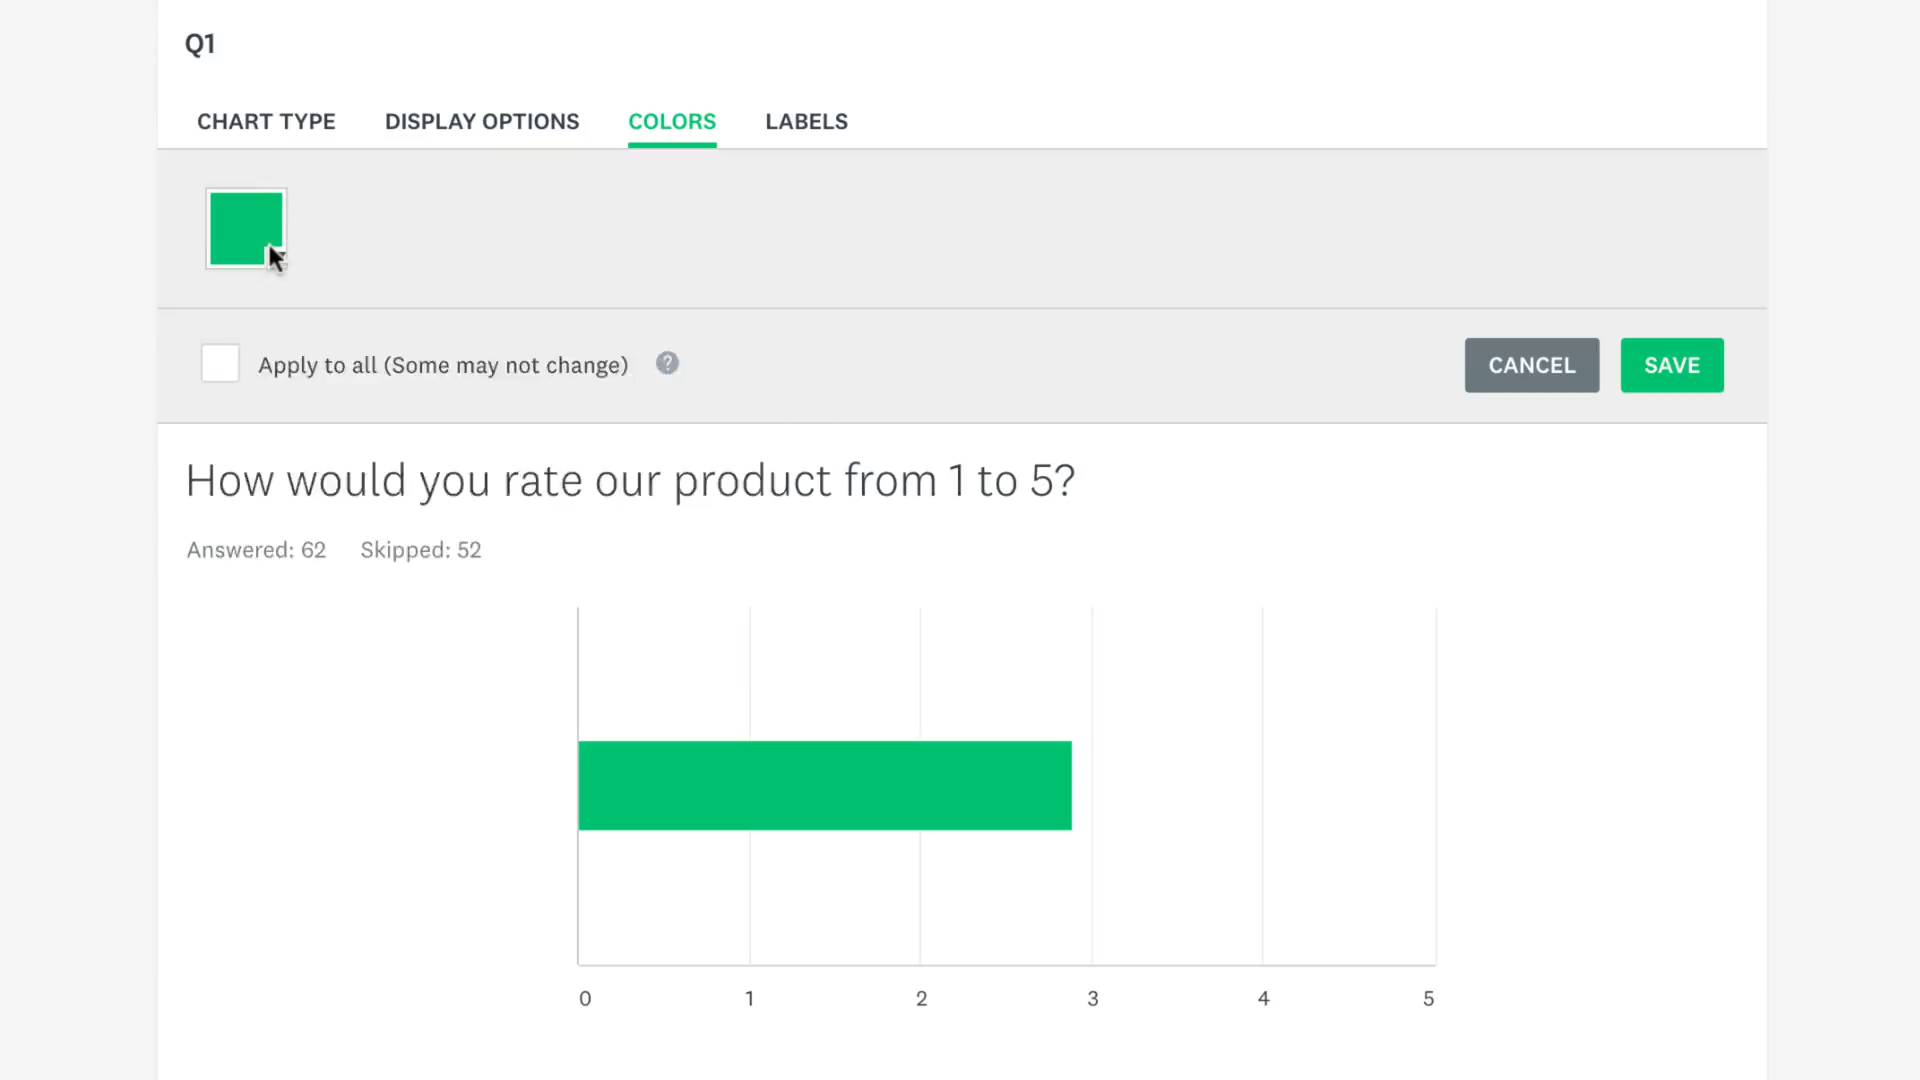 Q1
CHART TYPE DISPLAY OPTIONS COLORS LABELS
Apply to all (Some may not change) ?
CANCEL SAVE
How would you rate our product from 1 to 5?
Answered: 62 Skipped: 52
0 1 2 3 4 5